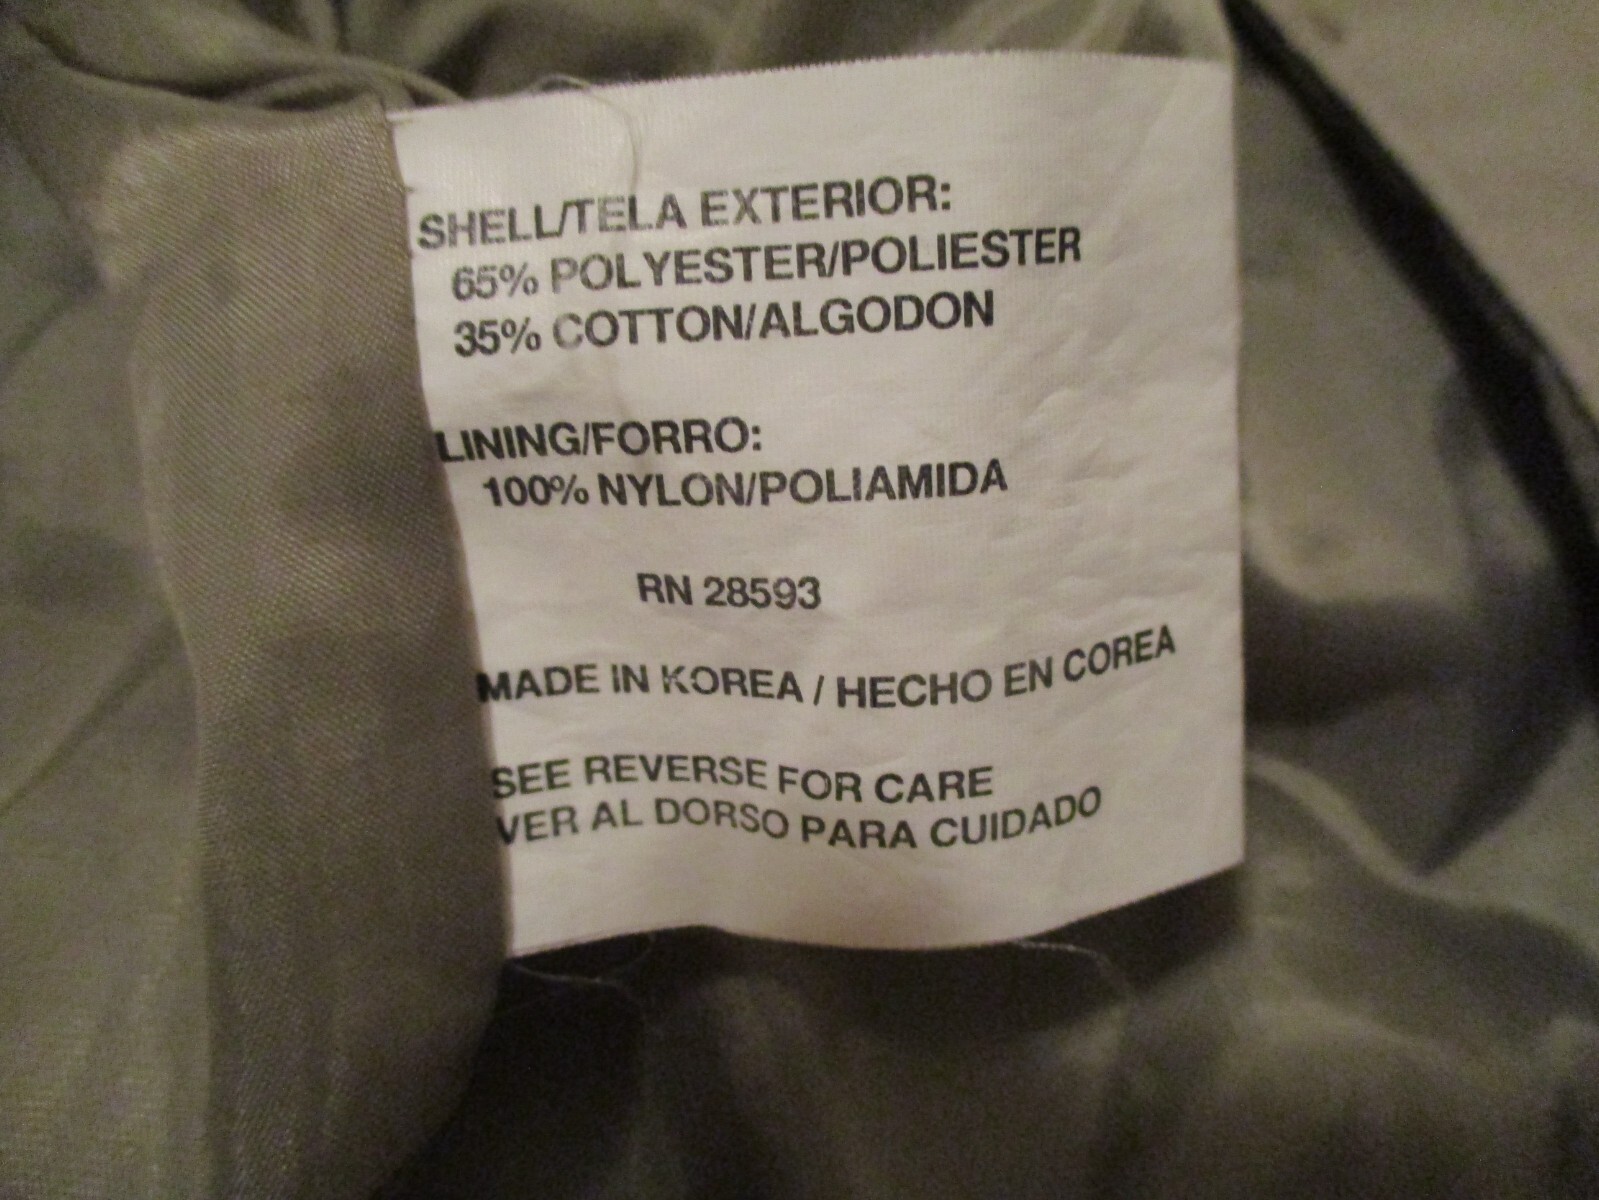 SHELL/TELA EXTERIOR:
65% POLYESTER/POLIESTER
35% COTTON/ALGODON
LINING/FORRO:
100% NYLON/POLIAMIDA
RN 28593
MADE IN KOREA / HECHO EN COREA
SEE REVERSE FOR CARE
VER AL DORSO PARA CUIDADO